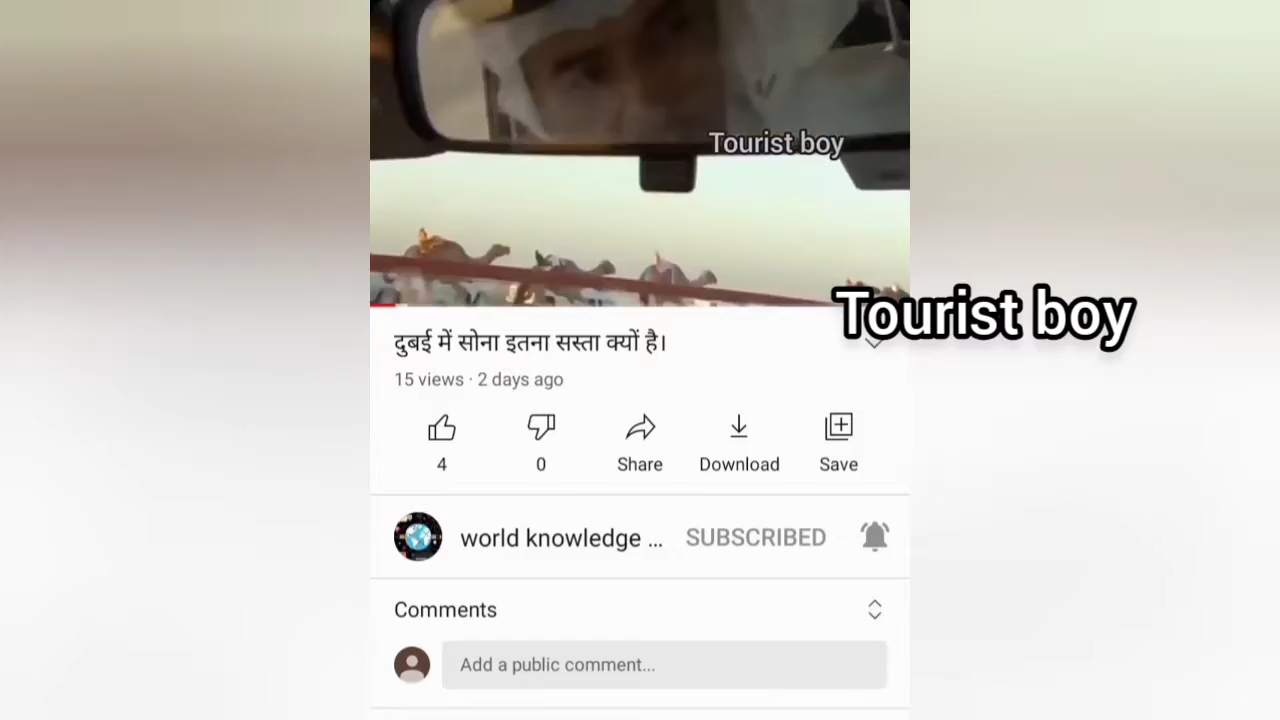 Tourist boy
Tourist boy
दुबई में सोना इतना सस्ता क्यों है।
15 views · 2 days ago
4
0
Share
Download
Save
world knowledge ...
SUBSCRIBED
Comments
Add a public comment...